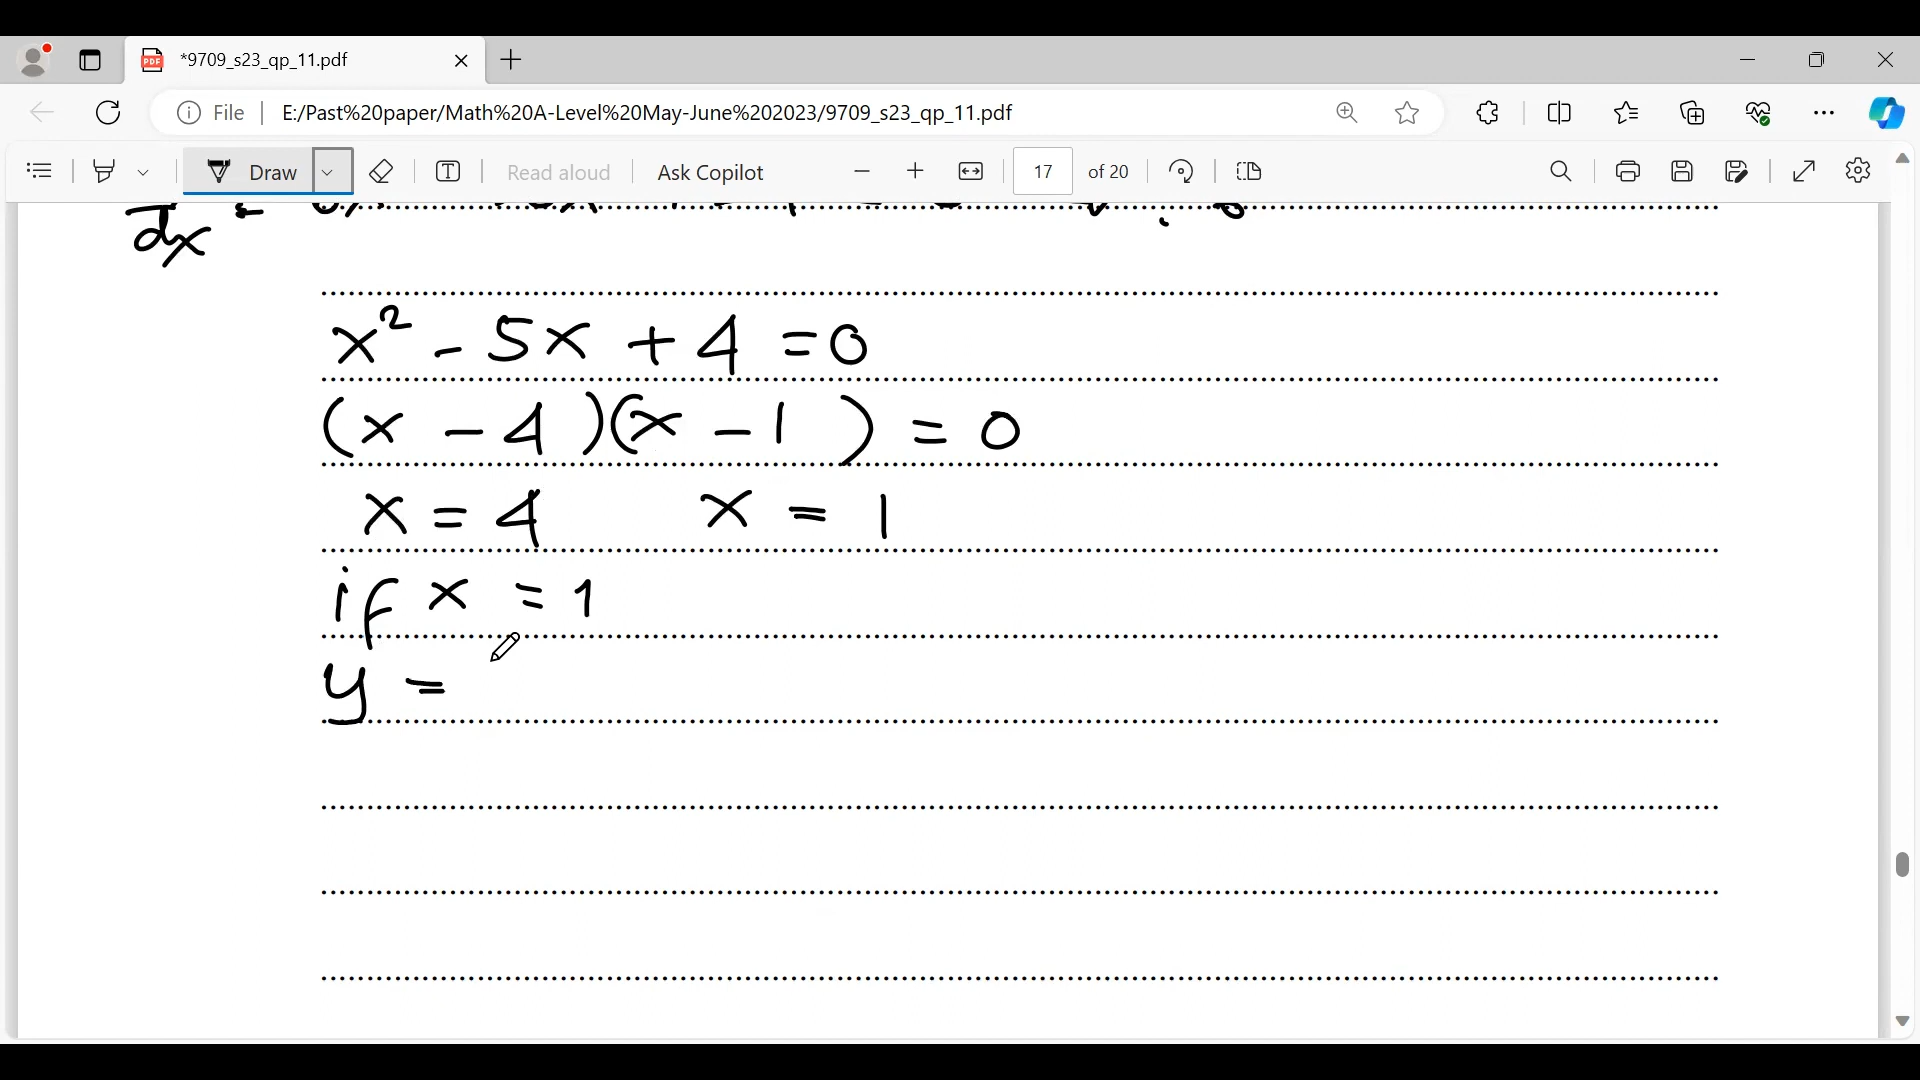 *9709_s23_qp_11.pdf
File
E:/Past%20paper/Math%20A-Level%20May-June%202023/9709_s23_qp_11.pdf
Draw
Read aloud
Ask Copilot
17 of 20
dx
x² - 5x + 4 = 0
(x - 4)(x - 1) = 0
x = 4 x = 1
if x = 1
y =